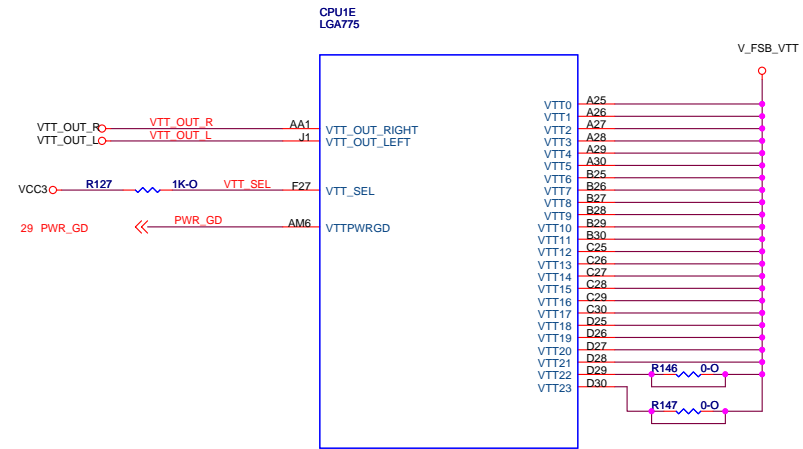 CPU1E
LGA775
V_FSB_VTT
VTT_OUT_R VTT_OUT_R AA1 VTT_OUT_RIGHT
VTT_OUT_L VTT_OUT_L J1 VTT_OUT_LEFT
VCC3 R127 1K-O VTT_SEL F27 VTT_SEL
29 PWR_GD PWR_GD AM6 VTTPWRGD
VTT0 A25
VTT1 A26
VTT2 A27
VTT3 A28
VTT4 A29
VTT5 A30
VTT6 B25
VTT7 B26
VTT8 B27
VTT9 B28
VTT10 B29
VTT11 B30
VTT12 C25
VTT13 C26
VTT14 C27
VTT15 C28
VTT16 C29
VTT17 C30
VTT18 D25
VTT19 D26
VTT20 D27
VTT21 D28
VTT22 D29 R146 0-O
VTT23 D30
R147 0-O